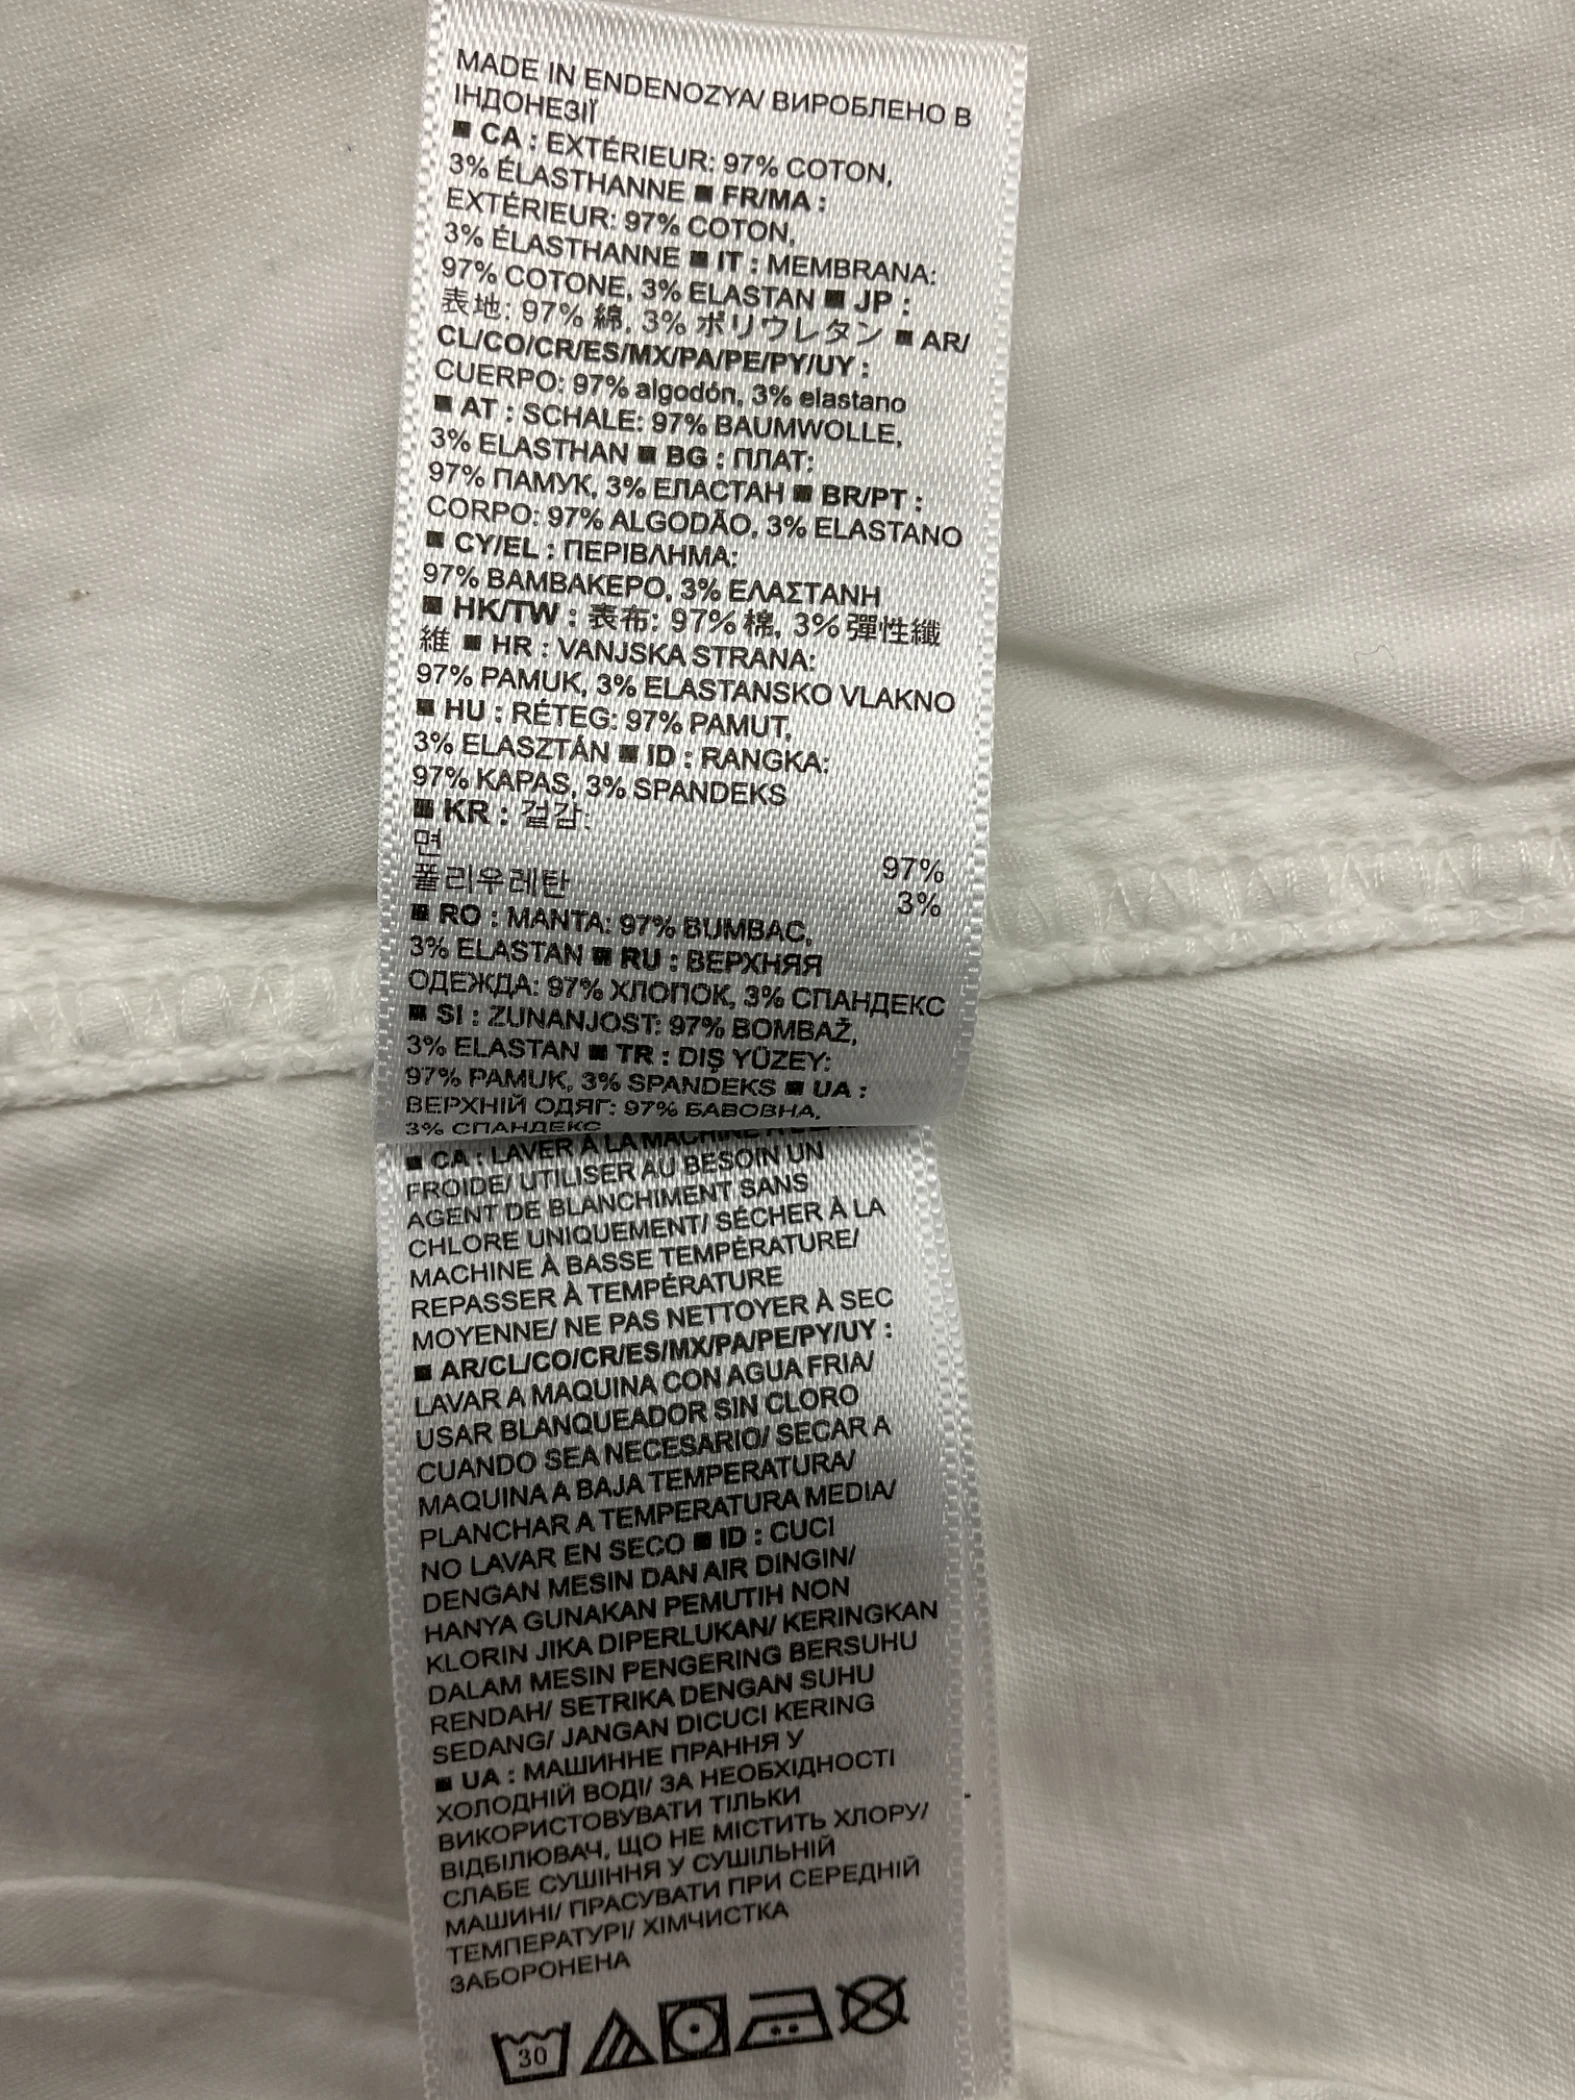 MADE IN ENDENOZYA/ ВИРОБЛЕНО В
ІНДОНЕЗІЇ
■ CA : EXTÉRIEUR: 97% COTON,
3% ÉLASTHANNE ■ FR/MA :
EXTÉRIEUR: 97% COTON,
3% ÉLASTHANNE ■ IT : MEMBRANA:
97% COTONE, 3% ELASTAN ■ JP :
表地: 97% 綿, 3% ポリウレタン ■ AR/
CL/CO/CR/ES/MX/PA/PE/PY/UY :
CUERPO: 97% algodón, 3% elastano
■ AT : SCHALE: 97% BAUMWOLLE,
3% ELASTHAN ■ BG : ПЛАТ:
97% ПАМУК, 3% ЕЛАСТАН ■ BR/PT :
CORPO: 97% ALGODÃO, 3% ELASTANO
■ CY/EL : ΠΕΡΙΒΛΗΜΑ:
97% ΒΑΜΒΑΚΕΡΟ, 3% ΕΛΑΣΤΑΝΗ
■ HK/TW : 表布: 97% 棉, 3% 彈性纖
維 ■ HR : VANJSKA STRANA:
97% PAMUK, 3% ELASTANSKO VLAKNO
■ HU : RÉTEG: 97% PAMUT,
3% ELASZTÁN ■ ID : RANGKA:
97% KAPAS, 3% SPANDEKS
■ KR : 겉감:
면 97%
폴리우레탄 3%
■ RO : MANTA: 97% BUMBAC,
3% ELASTAN ■ RU : ВЕРХНЯЯ
ОДЕЖДА: 97% ХЛОПОК, 3% СПАНДЕКС
■ SI : ZUNANJOST: 97% BOMBAŽ,
3% ELASTAN ■ TR : DIŞ YÜZEY:
97% PAMUK, 3% SPANDEKS ■ UA :
ВЕРХНІЙ ОДЯГ: 97% БАВОВНА,
3% СПАНДЕКС
■ CA : LAVER À LA MACHINE
FROIDE/ UTILISER AU BESOIN UN
AGENT DE BLANCHIMENT SANS
CHLORE UNIQUEMENT/ SÉCHER À LA
MACHINE À BASSE TEMPÉRATURE/
REPASSER À TEMPÉRATURE
MOYENNE/ NE PAS NETTOYER À SEC
■ AR/CL/CO/CR/ES/MX/PA/PE/PY/UY :
LAVAR A MAQUINA CON AGUA FRIA/
USAR BLANQUEADOR SIN CLORO
CUANDO SEA NECESARIO/ SECAR A
MAQUINA A BAJA TEMPERATURA/
PLANCHAR A TEMPERATURA MEDIA/
NO LAVAR EN SECO ■ ID : CUCI
DENGAN MESIN DAN AIR DINGIN/
HANYA GUNAKAN PEMUTIH NON
KLORIN JIKA DIPERLUKAN/ KERINGKAN
DALAM MESIN PENGERING BERSUHU
RENDAH/ SETRIKA DENGAN SUHU
SEDANG/ JANGAN DICUCI KERING
■ UA : МАШИННЕ ПРАННЯ У
ХОЛОДНІЙ ВОДІ/ ЗА НЕОБХІДНОСТІ
ВИКОРИСТОВУВАТИ ТІЛЬКИ
ВІДБІЛЮВАЧ, ЩО НЕ МІСТИТЬ ХЛОРУ/
СЛАБЕ СУШІННЯ У СУШІЛЬНІЙ
МАШИНІ/ ПРАСУВАТИ ПРИ СЕРЕДНІЙ
ТЕМПЕРАТУРІ/ ХІМЧИСТКА
ЗАБОРОНЕНА
30